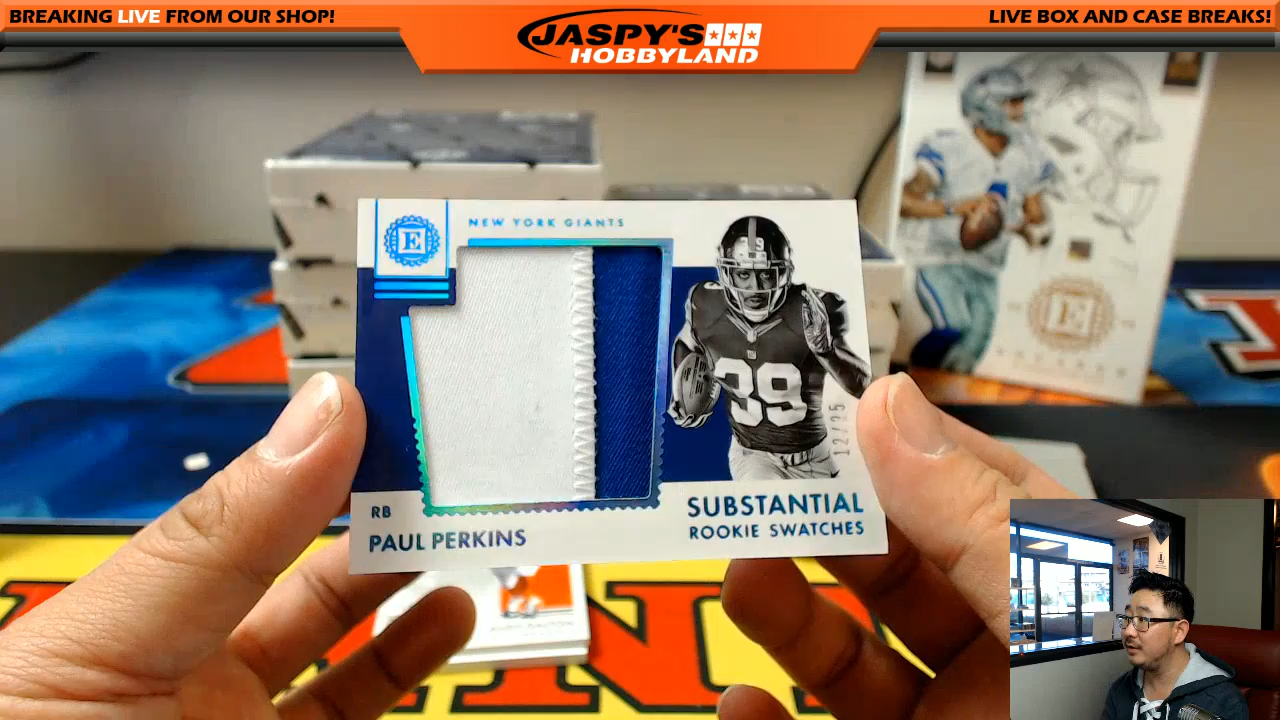 BREAKING LIVE FROM OUR SHOP!
JASPY'S
HOBBYLAND
LIVE BOX AND CASE BREAKS!
E
NEW YORK GIANTS
39
39
12/25
RB
PAUL PERKINS
SUBSTANTIAL
ROOKIE SWATCHES
E